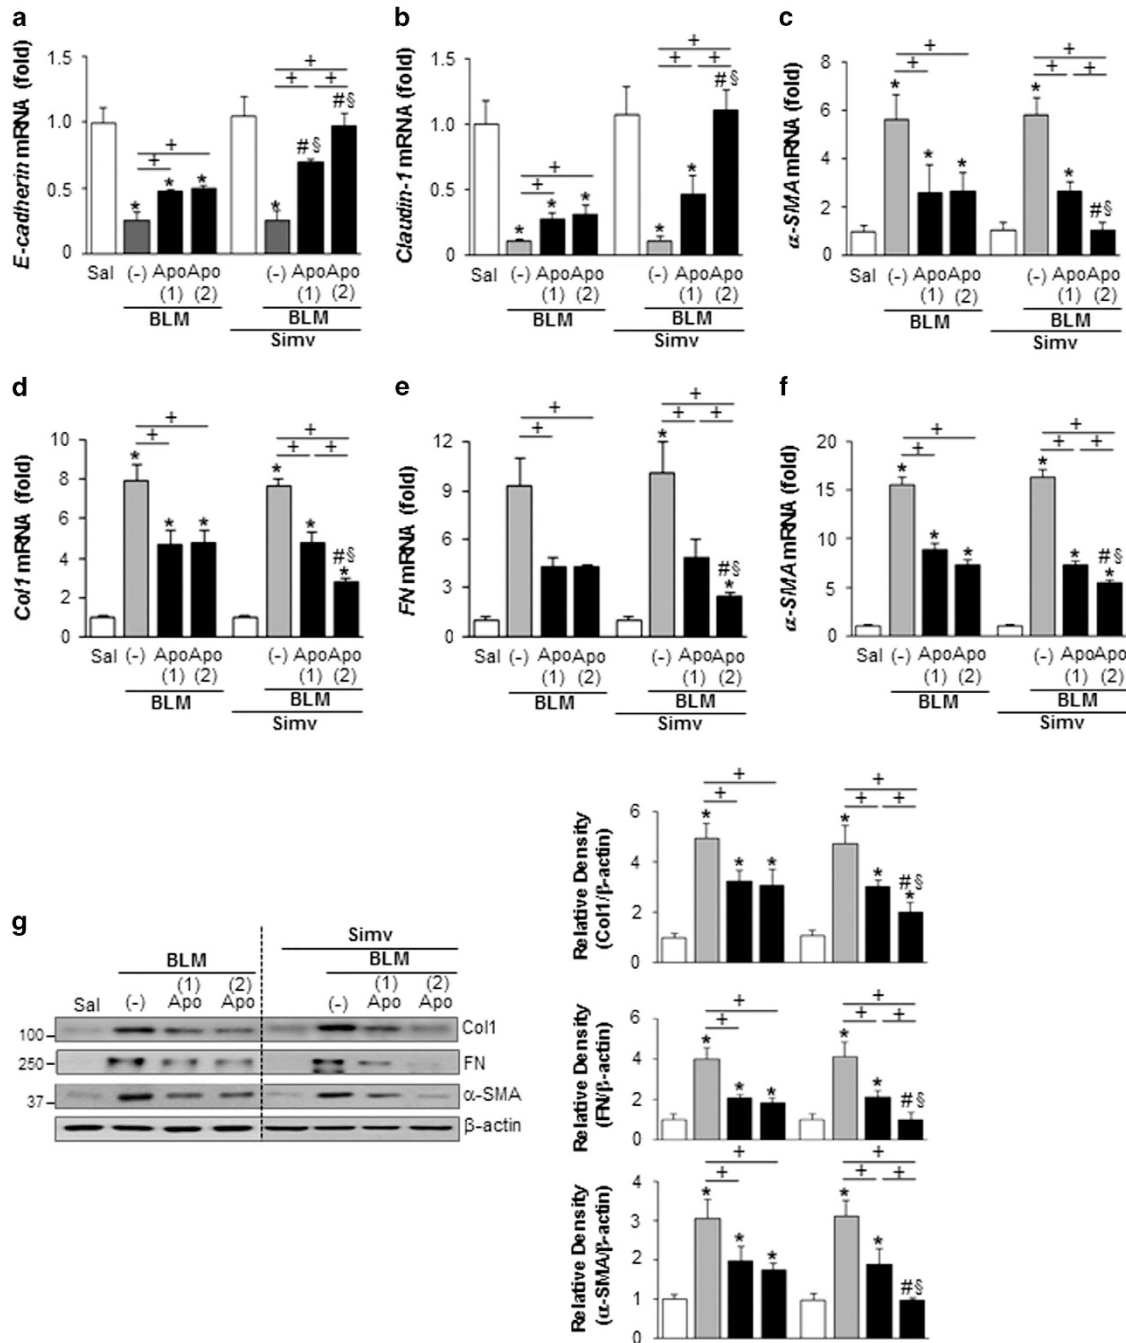 a
E-cadherin mRNA (fold)
1.5
1.0
0.5
0
+
+
*
*
*
+
+
+
*
#§
#§
Sal
(-)
Apo
(1)
Apo
(2)
BLM
(-)
Apo
(1)
Apo
(2)
BLM
Simv
b
Claudin-1 mRNA (fold)
1.5
1.0
0.5
0
+
+
*
*
*
+
+
+
*
*
#§
Sal
(-)
Apo
(1)
Apo
(2)
BLM
(-)
Apo
(1)
Apo
(2)
BLM
Simv
c
α-SMA mRNA (fold)
8
6
4
2
0
+
+
*
*
*
+
+
+
*
*
#§
Sal
(-)
Apo
(1)
Apo
(2)
BLM
(-)
Apo
(1)
Apo
(2)
BLM
Simv
d
Col1 mRNA (fold)
10
8
6
4
2
0
+
+
*
*
*
+
+
+
*
*
#§
*
Sal
(-)
Apo
(1)
Apo
(2)
BLM
(-)
Apo
(1)
Apo
(2)
BLM
Simv
e
FN mRNA (fold)
12
9
6
3
0
+
+
+
+
+
*
#§
*
Sal
(-)
Apo
(1)
Apo
(2)
BLM
(-)
Apo
(1)
Apo
(2)
BLM
Simv
f
α-SMA mRNA (fold)
20
15
10
5
0
+
+
*
*
*
+
+
+
*
*
#§
*
Sal
(-)
Apo
(1)
Apo
(2)
BLM
(-)
Apo
(1)
Apo
(2)
BLM
Simv
g
Simv
BLM
BLM
(1)
(2)
(1)
(2)
Sal
(-)
Apo
Apo
(-)
Apo
Apo
100
Col1
250
FN
37
α-SMA
β-actin
Relative Density
(Col1/β-actin)
6
4
2
0
+
+
*
*
*
+
+
+
*
*
#§
*
Relative Density
(FN/β-actin)
6
4
2
0
+
+
*
*
*
+
+
+
*
*
#§
Relative Density
(α-SMA/β-actin)
4
3
2
1
0
+
+
*
*
*
+
+
+
*
*
#§